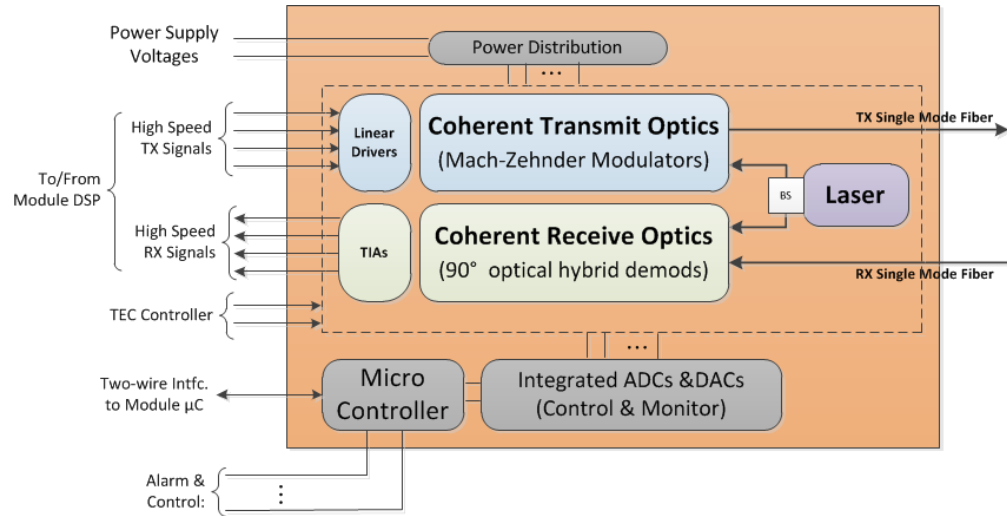 Power Supply
Voltages
Power Distribution
...
High Speed
TX Signals
Linear
Drivers
Coherent Transmit Optics
(Mach-Zehnder Modulators)
TX Single Mode Fiber
To/From
Module DSP
BS
Laser
High Speed
RX Signals
TIAs
Coherent Receive Optics
(90° optical hybrid demods)
RX Single Mode Fiber
TEC Controller
...
Two-wire Intfc.
to Module µC
Micro
Controller
Integrated ADCs &DACs
(Control & Monitor)
Alarm &
Control:
...